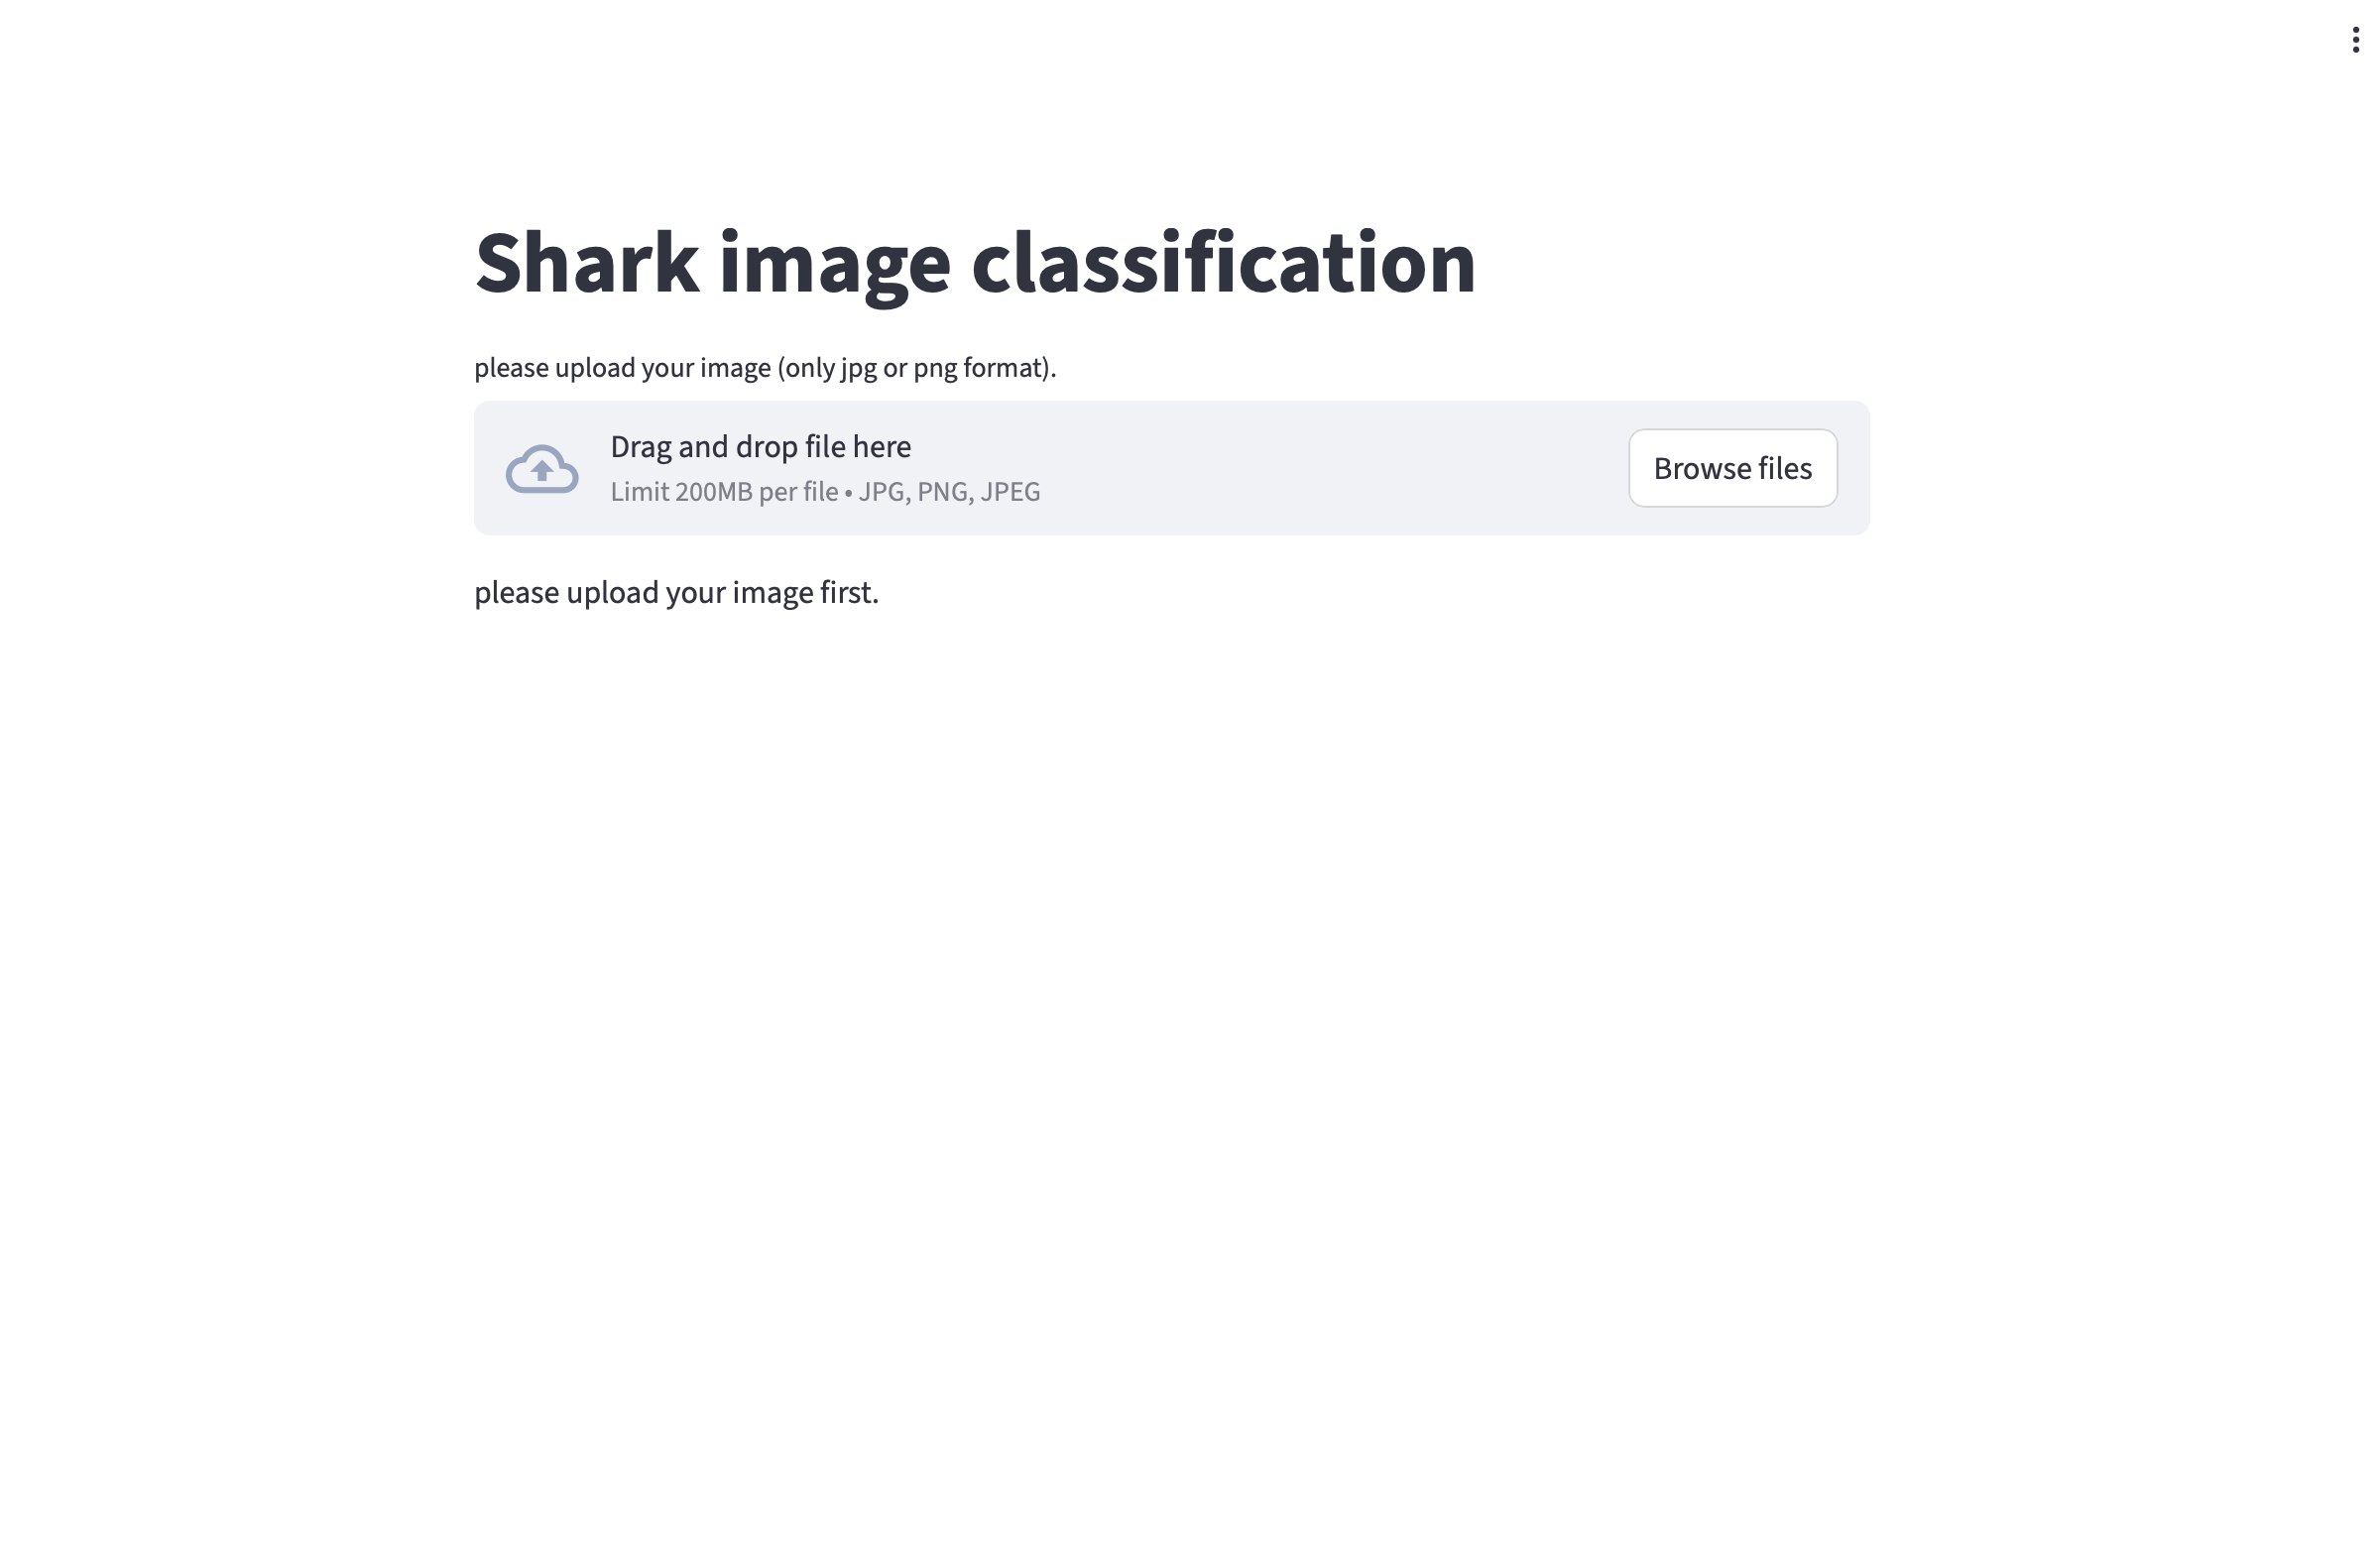 Shark image classification
please upload your image (only jpg or png format).
Drag and drop file here
Limit 200MB per file • JPG, PNG, JPEG
Browse files
please upload your image first.